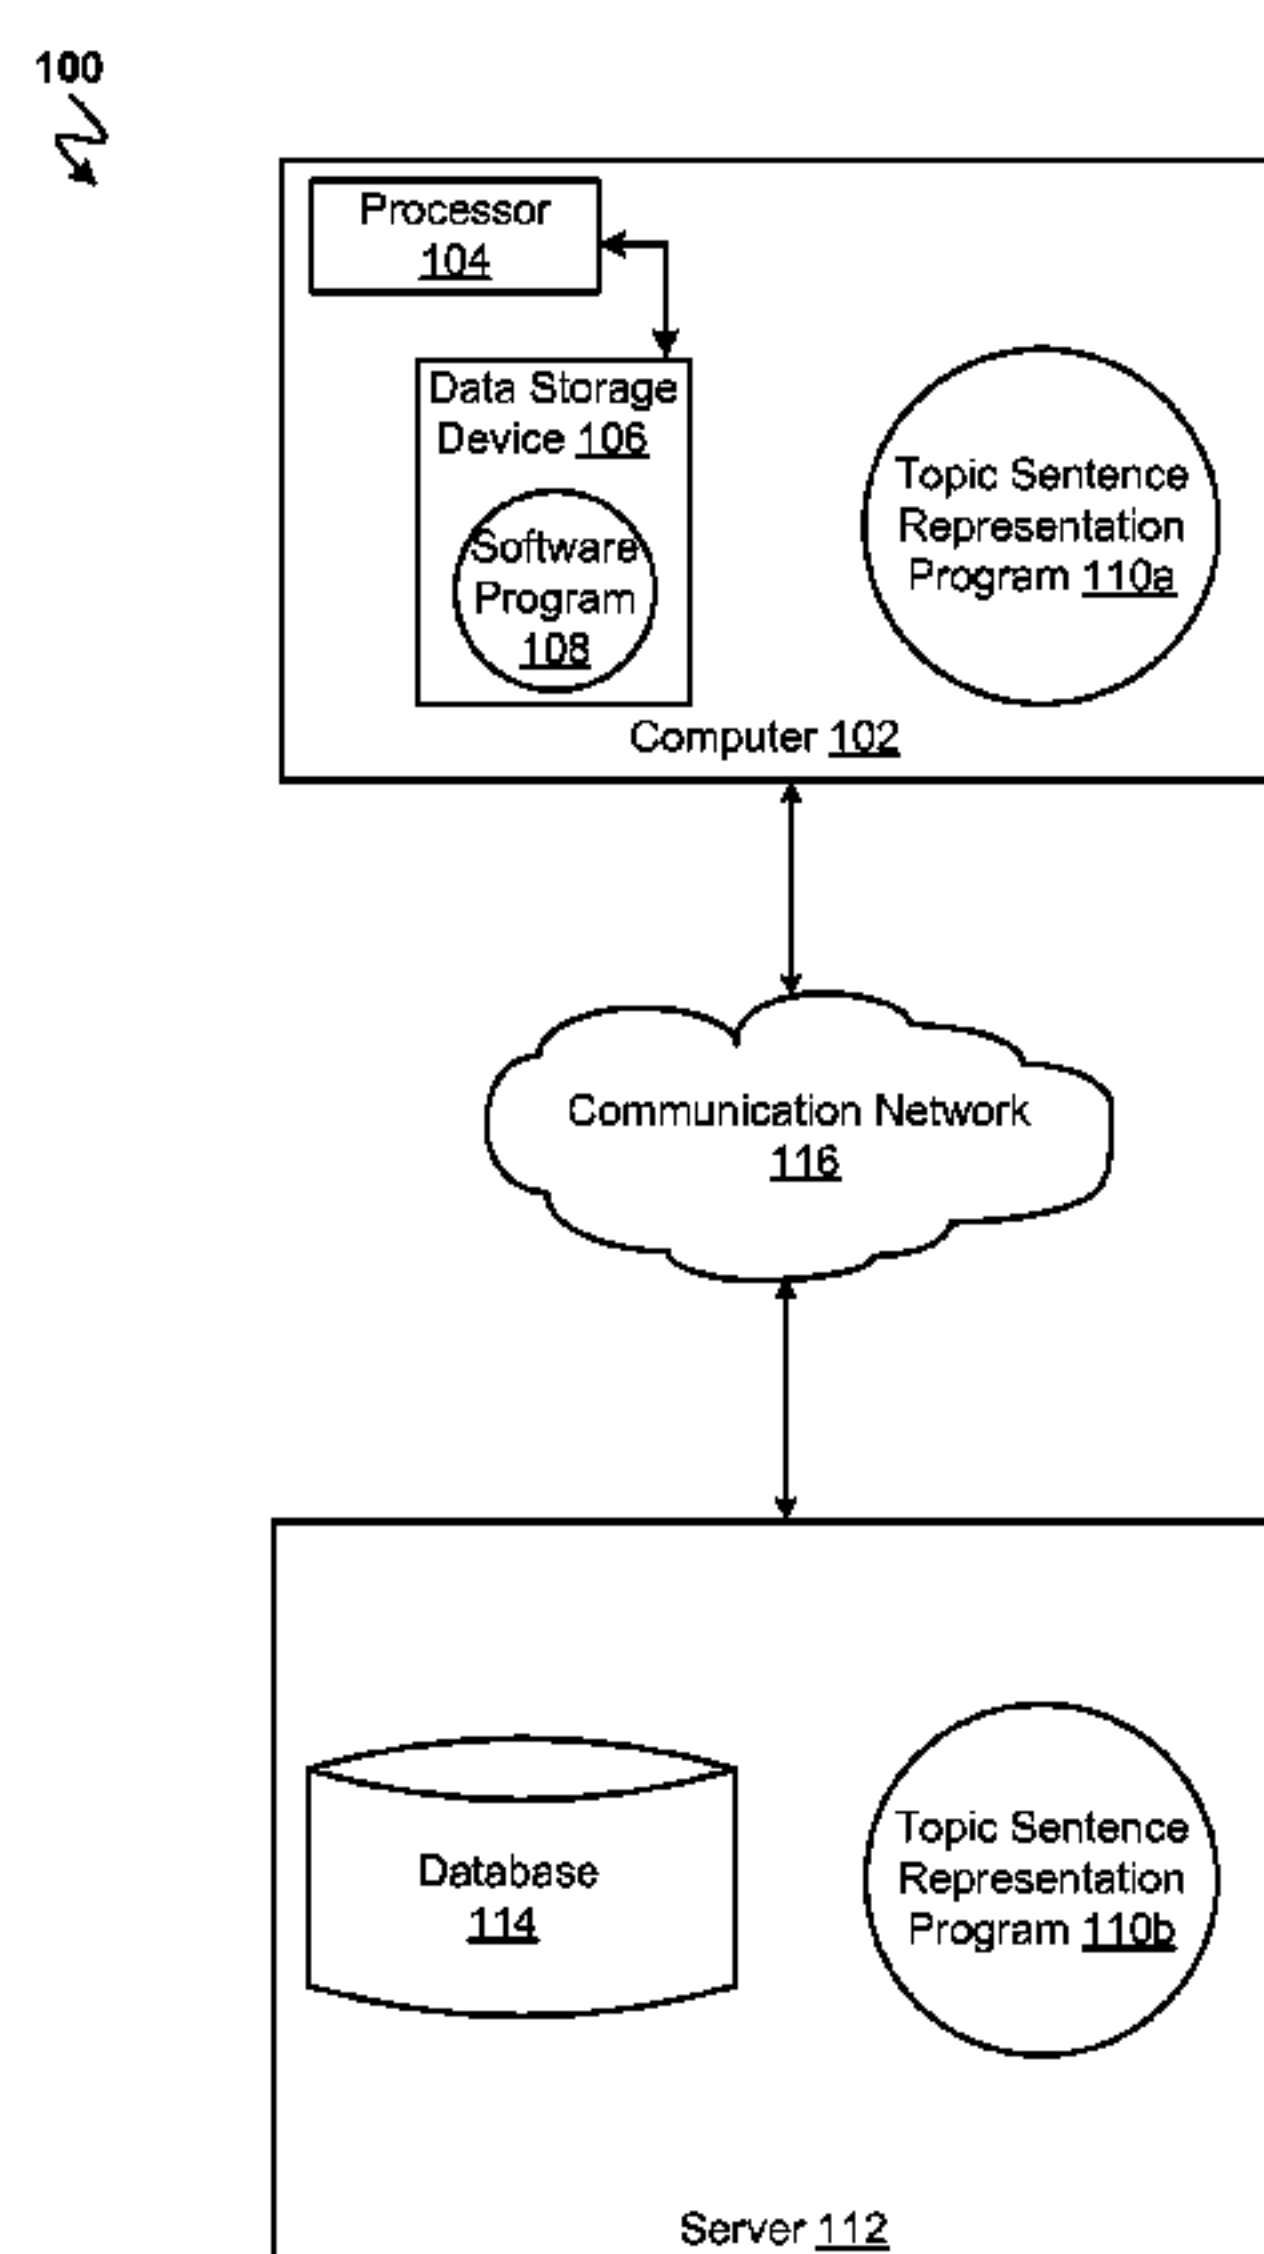 100
Processor
104
Data Storage
Device 106
Software
Program
108
Topic Sentence
Representation
Program 110a
Computer 102
Communication Network
116
Database
114
Topic Sentence
Representation
Program 110b
Server 112